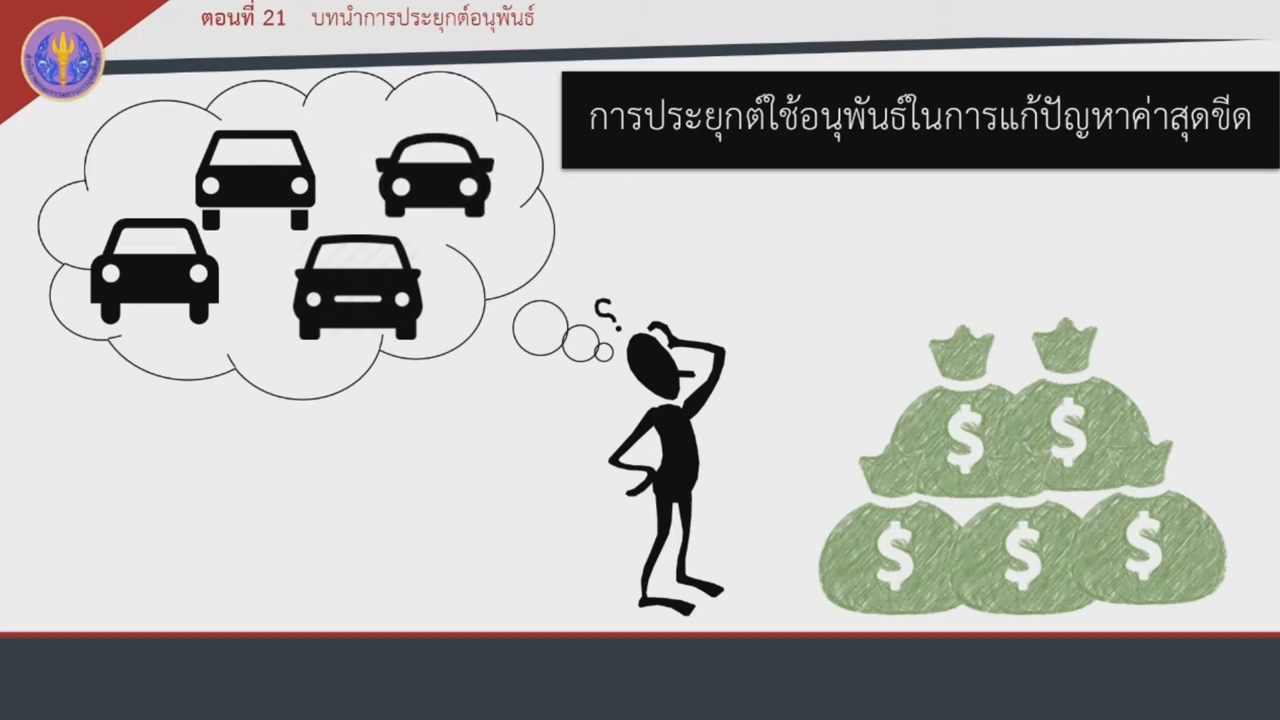 ตอนที่ 21 บทนำการประยุกต์อนุพันธ์
การประยุกต์ใช้อนุพันธ์ในการแก้ปัญหาค่าสุดขีด
?
$ $
$ $ $